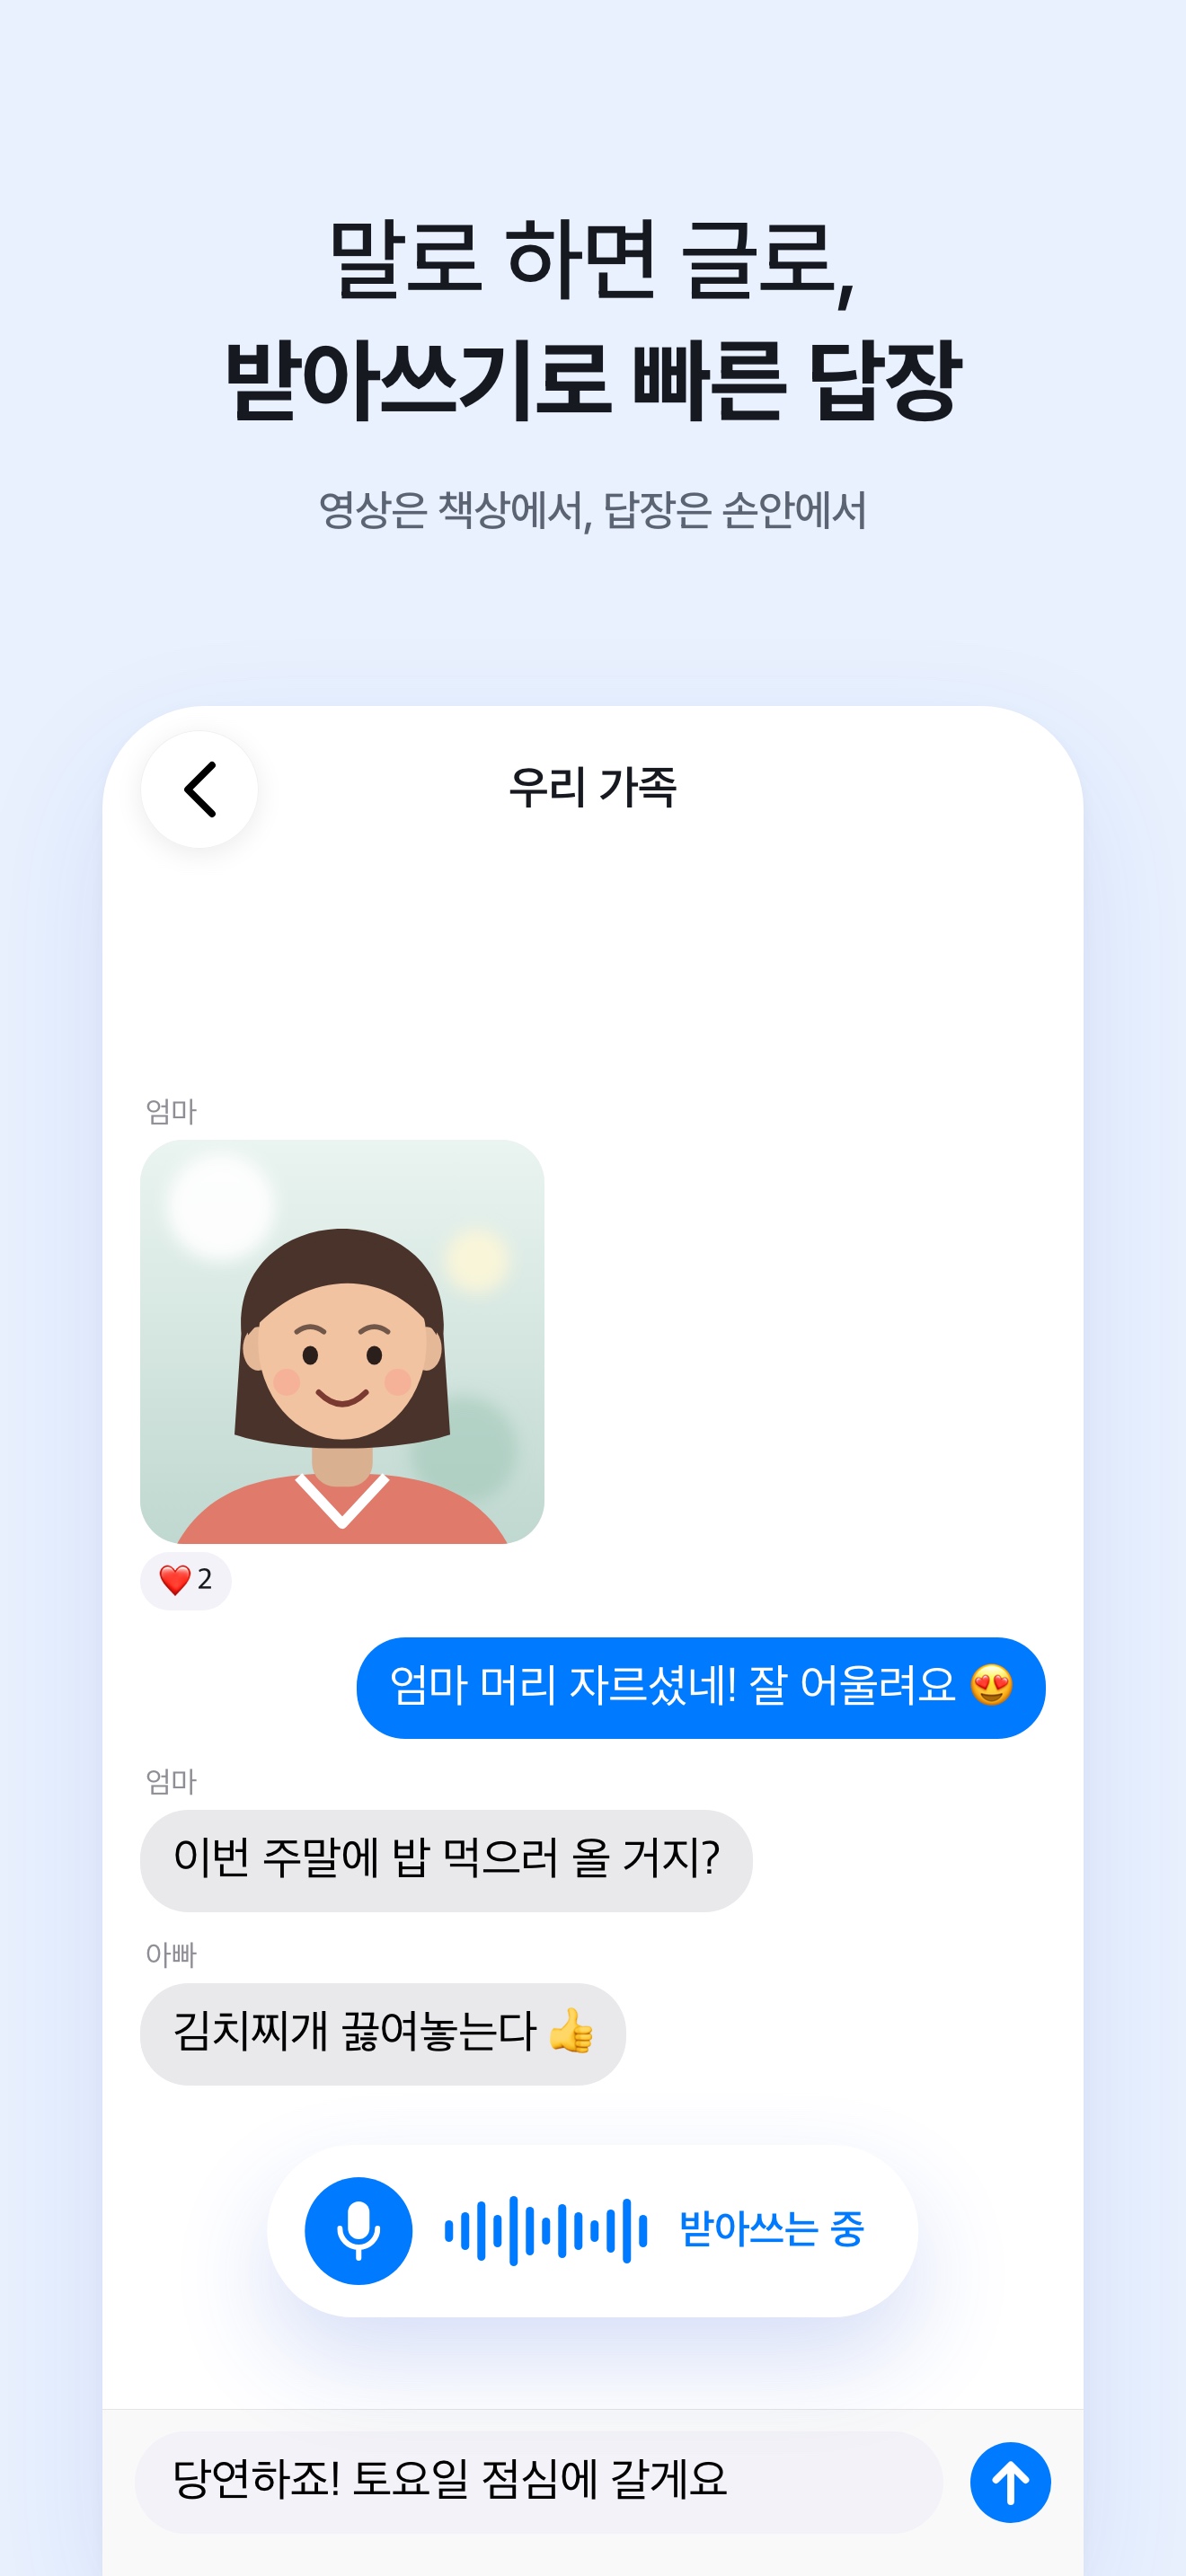 말로 하면 글로,
받아쓰기로 빠른 답장
영상은 책상에서, 답장은 손안에서
우리 가족
엄마
❤️ 2
엄마 머리 자르셨네! 잘 어울려요 😍
엄마
이번 주말에 밥 먹으러 올 거지?
아빠
김치찌개 끓여놓는다 👍
받아쓰는 중
당연하죠! 토요일 점심에 갈게요